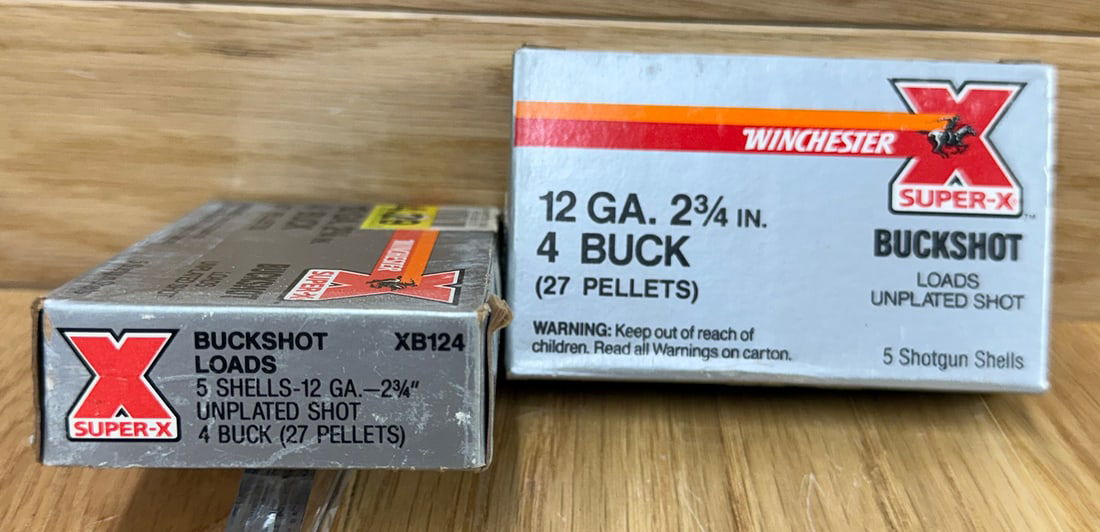 WINCHESTER
SUPER-X
12 GA. 2¾ IN.
4 BUCK
(27 PELLETS)
BUCKSHOT
LOADS
UNPLATED SHOT
WARNING: Keep out of reach of
children. Read all Warnings on carton.
5 Shotgun Shells
WINCHESTER
SUPER-X
BUCKSHOT
LOADS
SUPER-X
BUCKSHOT XB124
LOADS
5 SHELLS-12 GA.—2¾"
UNPLATED SHOT
4 BUCK (27 PELLETS)